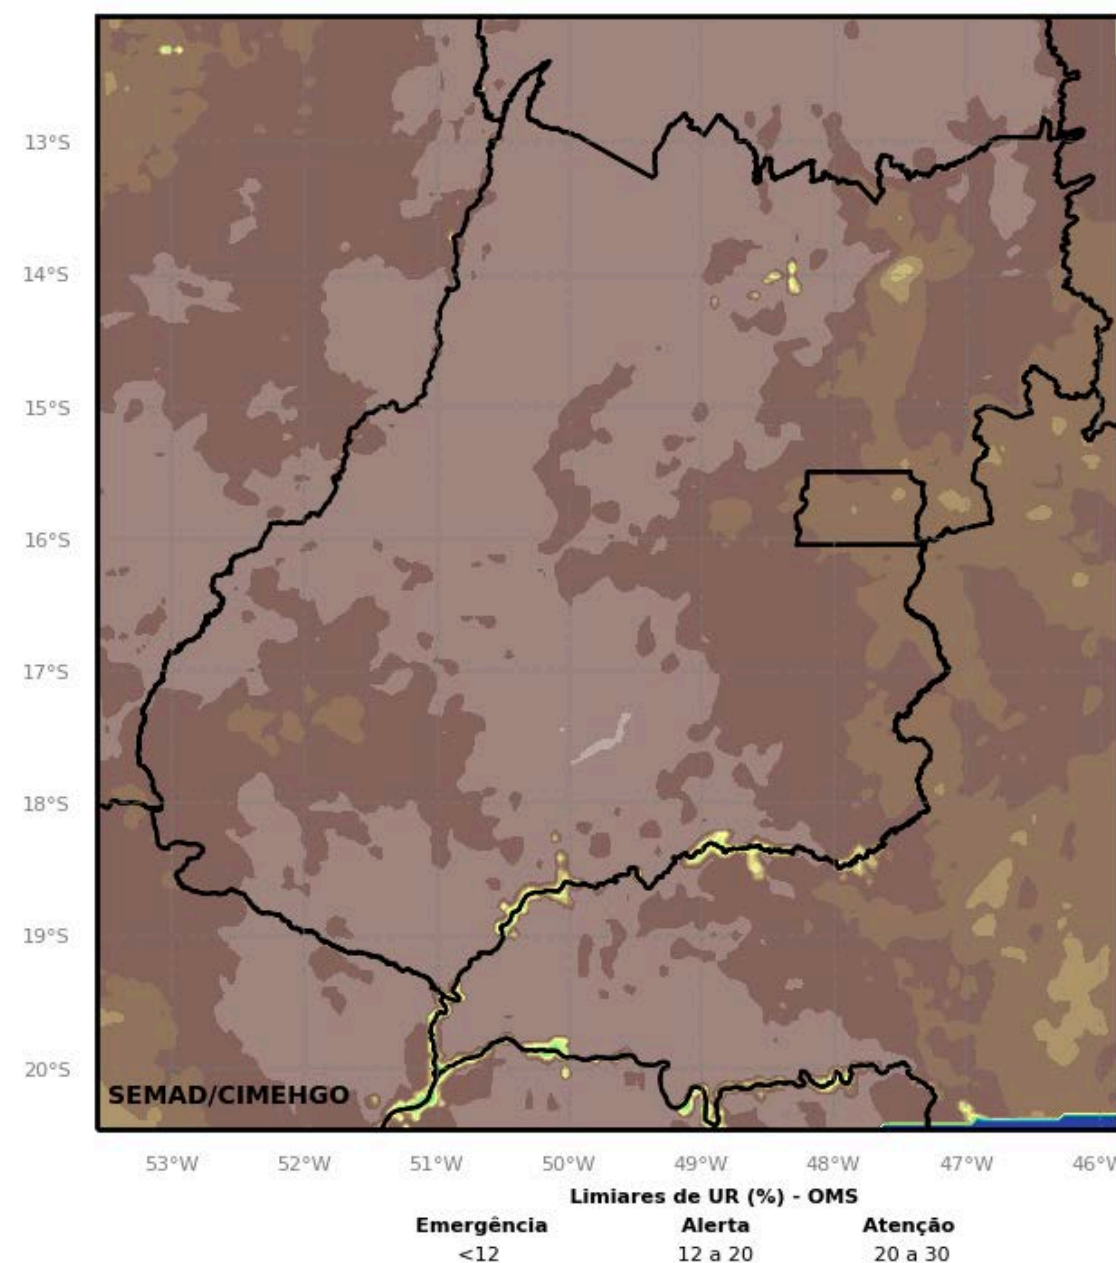 13°S
14°S
15°S
16°S
17°S
18°S
19°S
20°S
SEMAD/CIMEHGO
53°W 52°W 51°W 50°W 49°W 48°W 47°W 46°W
Limiares de UR (%) - OMS
Emergência Alerta Atenção
<12 12 a 20 20 a 30